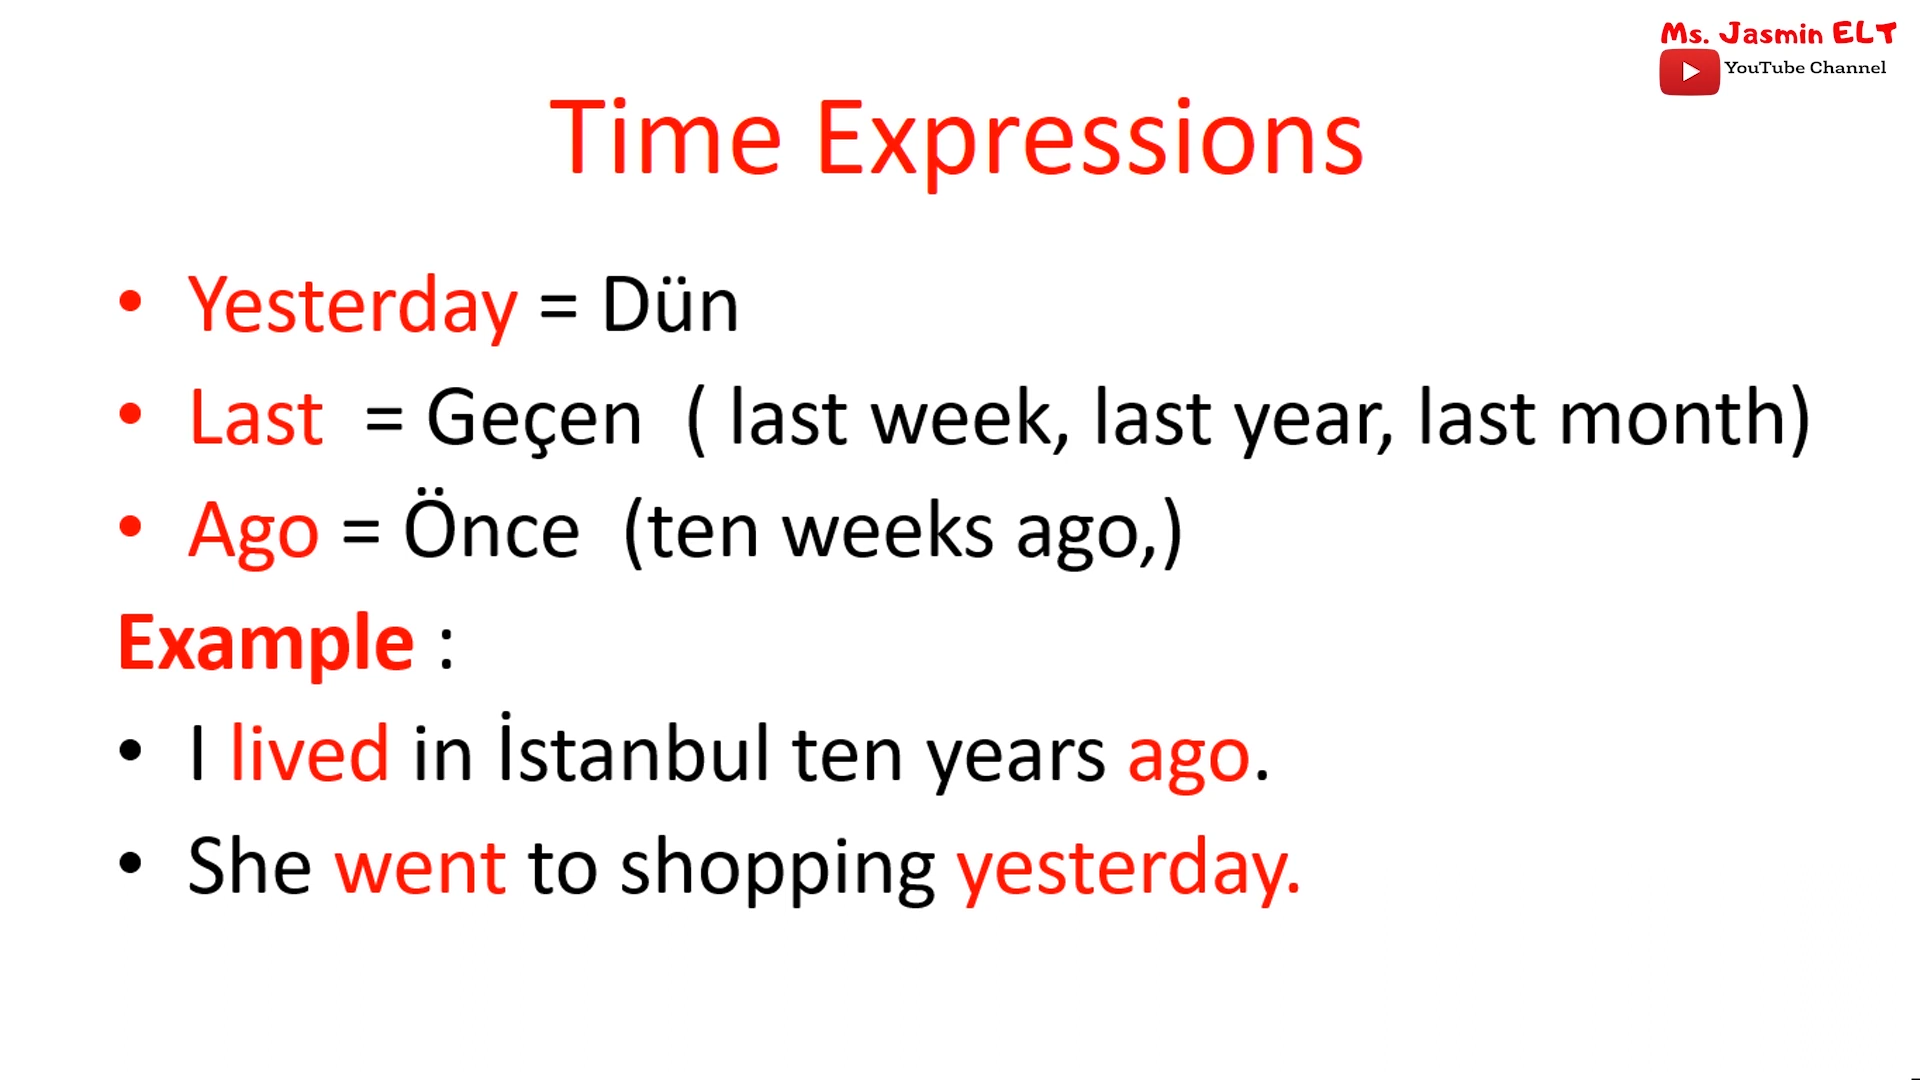 Ms. Jasmin ELT
YouTube Channel
Time Expressions
• Yesterday = Dün
• Last = Geçen ( last week, last year, last month)
• Ago = Önce (ten weeks ago,)
Example :
• I lived in İstanbul ten years ago.
• She went to shopping yesterday.